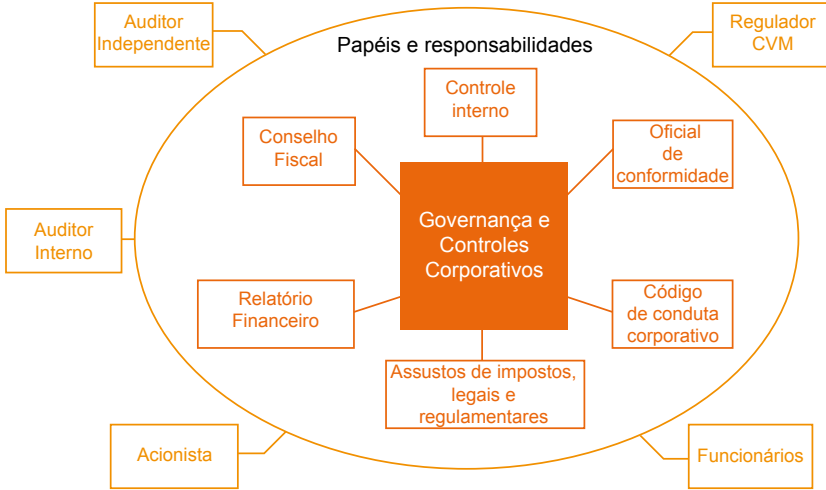 Auditor
Independente
Regulador
CVM
Papéis e responsabilidades
Controle
interno
Conselho
Fiscal
Oficial
de
conformidade
Governança e
Controles
Corporativos
Auditor
Interno
Relatório
Financeiro
Código
de conduta
corporativo
Assustos de impostos,
legais e
regulamentares
Acionista
Funcionários